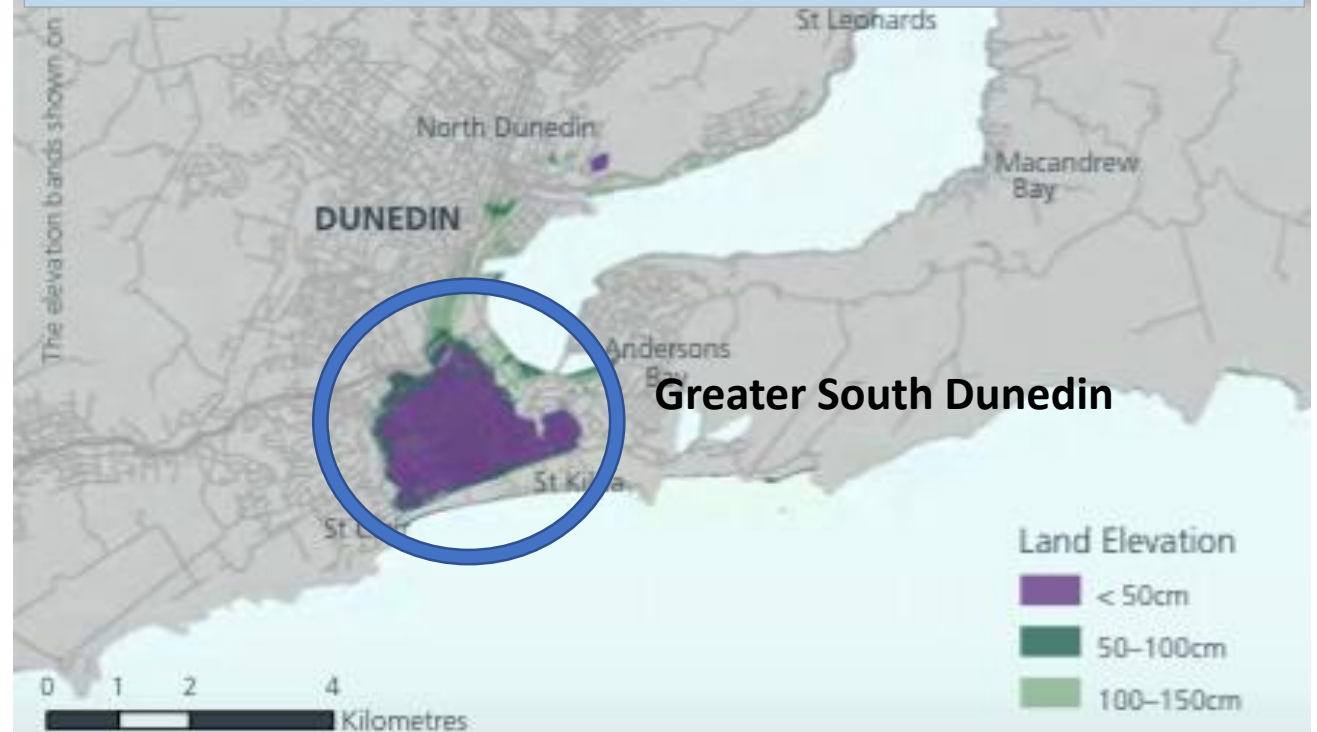 The elevation bands shown on
St Leonards
North Dunedin
Macandrew
Bay
DUNEDIN
Andersons
Bay
Greater South Dunedin
St Kilda
St Clair
Land Elevation
< 50cm
50–100cm
100–150cm
0 1 2 4
Kilometres